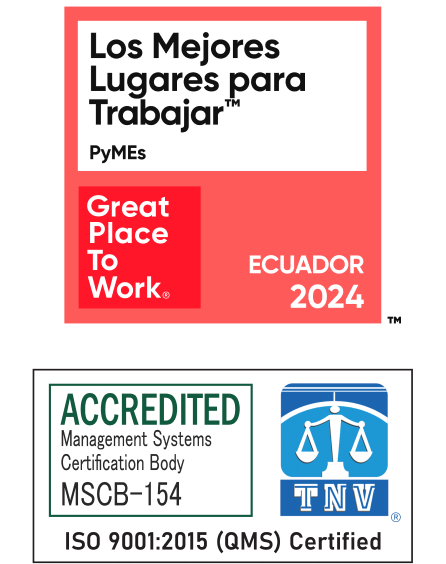 Los Mejores
Lugares para
Trabajar™
PyMEs
Great
Place
To
Work®
ECUADOR
2024
™
ACCREDITED
Management Systems
Certification Body
MSCB-154
TNV®
ISO 9001:2015 (QMS) Certified